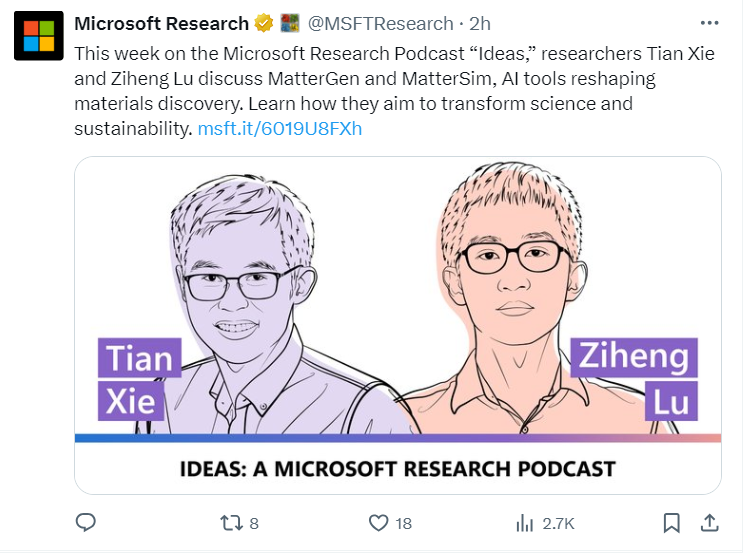 Microsoft Research @MSFTResearch · 2h
This week on the Microsoft Research Podcast “Ideas,” researchers Tian Xie
and Ziheng Lu discuss MatterGen and MatterSim, AI tools reshaping
materials discovery. Learn how they aim to transform science and
sustainability. msft.it/6019U8FXh
Tian
Xie
Ziheng
Lu
IDEAS: A MICROSOFT RESEARCH PODCAST
8 18 2.7K